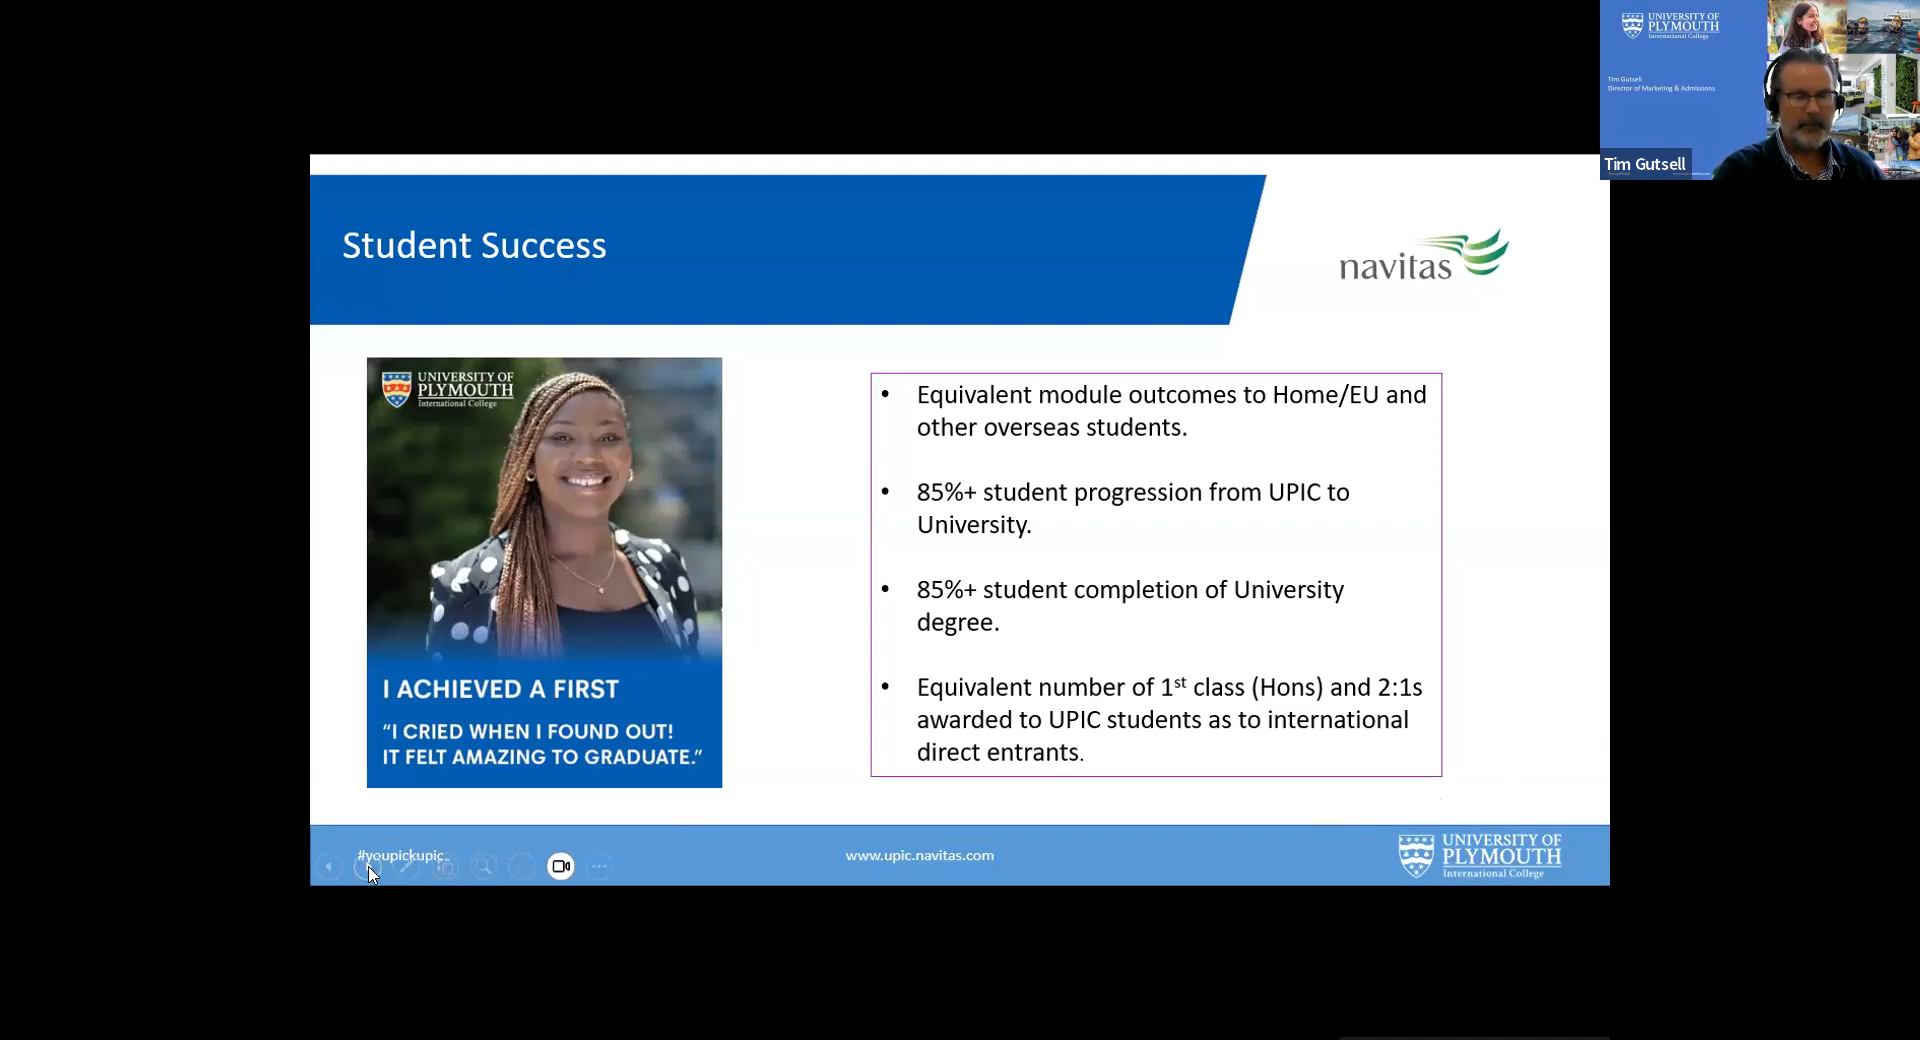 UNIVERSITY OF
PLYMOUTH
International College
Tim Gutsell
Director of Marketing & Admissions
Tim Gutsell
Student Success
navitas
UNIVERSITY OF
PLYMOUTH
International College
I ACHIEVED A FIRST
“I CRIED WHEN I FOUND OUT!
IT FELT AMAZING TO GRADUATE.”
• Equivalent module outcomes to Home/EU and
other overseas students.
• 85%+ student progression from UPIC to
University.
• 85%+ student completion of University
degree.
• Equivalent number of 1st class (Hons) and 2:1s
awarded to UPIC students as to international
direct entrants.
#youpickupic
www.upic.navitas.com
UNIVERSITY OF
PLYMOUTH
International College